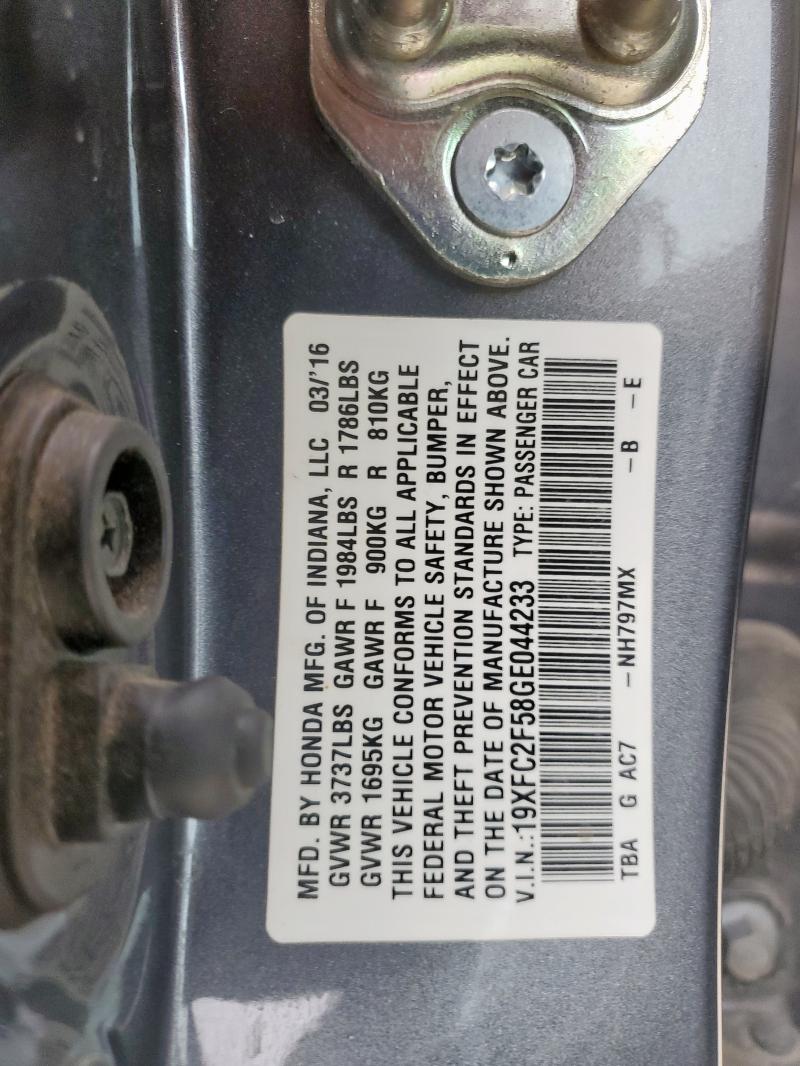 MFD. BY HONDA MFG. OF INDIANA, LLC 03/'16
GVWR 3737LBS GAWR F 1984LBS R 1786LBS
GVWR 1695KG GAWR F 900KG R 810KG
THIS VEHICLE CONFORMS TO ALL APPLICABLE
FEDERAL MOTOR VEHICLE SAFETY, BUMPER,
AND THEFT PREVENTION STANDARDS IN EFFECT
ON THE DATE OF MANUFACTURE SHOWN ABOVE.
V.I.N.:19XFC2F58GE044233 TYPE: PASSENGER CAR
TBA G AC7 -NH797MX -B -E